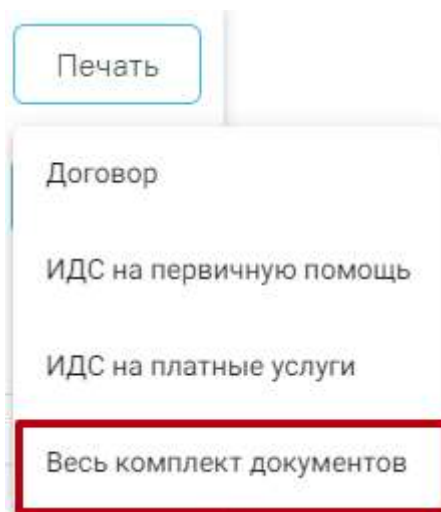 Печать
Договор
ИДС на первичную помощь
ИДС на платные услуги
Весь комплект документов